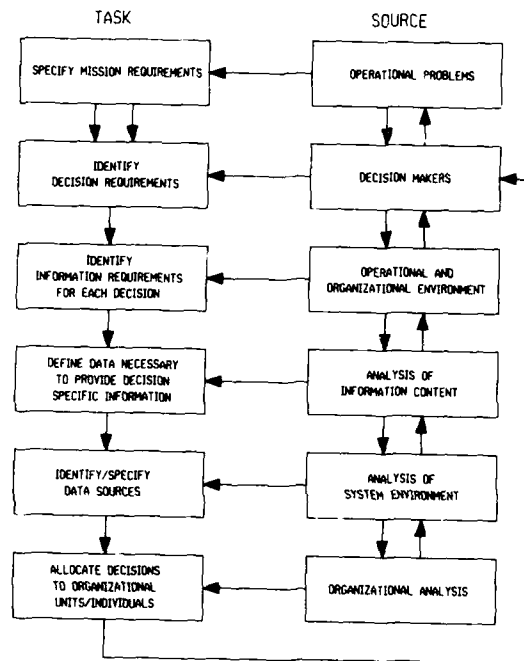 TASK
SOURCE
SPECIFY MISSION REQUIREMENTS
OPERATIONAL PROBLEMS
IDENTIFY
DECISION REQUIREMENTS
DECISION MAKERS
IDENTIFY
INFORMATION REQUIREMENTS
FOR EACH DECISION
OPERATIONAL AND
ORGANIZATIONAL ENVIRONMENT
DEFINE DATA NECESSARY
TO PROVIDE DECISION
SPECIFIC INFORMATION
ANALYSIS OF
INFORMATION CONTENT
IDENTIFY/SPECIFY
DATA SOURCES
ANALYSIS OF
SYSTEM ENVIRONMENT
ALLOCATE DECISIONS
TO ORGANIZATIONAL
UNITS/INDIVIDUALS
ORGANIZATIONAL ANALYSIS